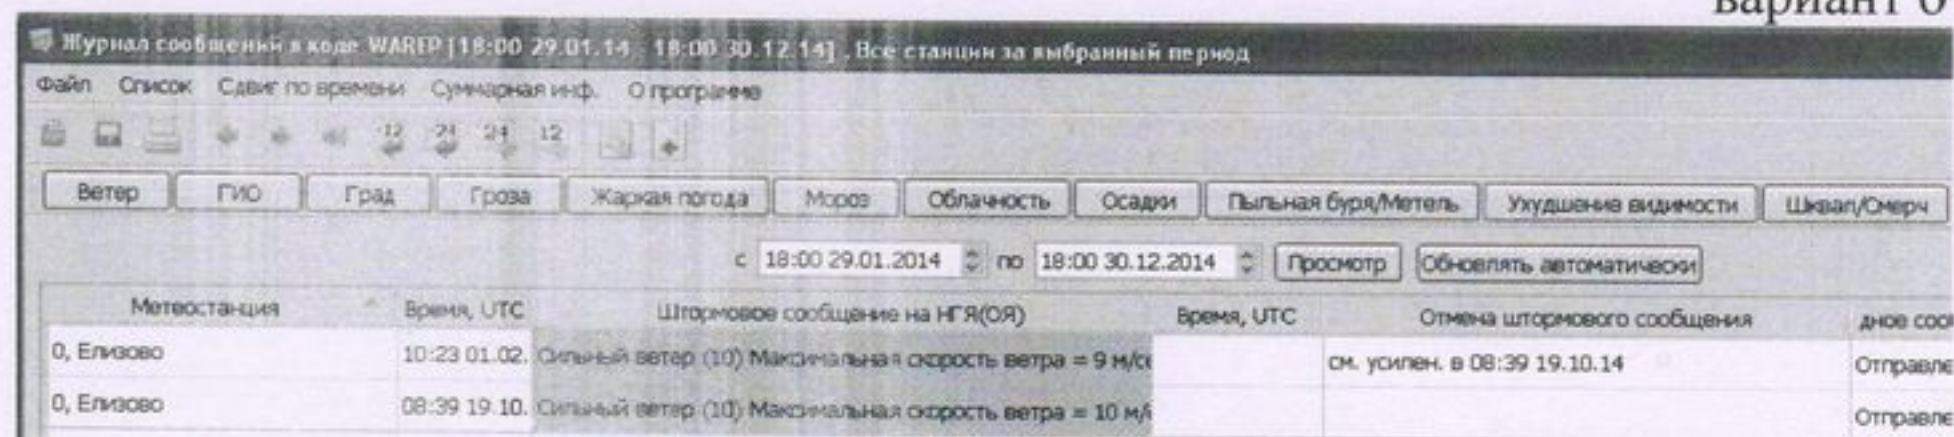 вариант 6
Журнал сообщений в коде WAREP [18:00 29.01.14 - 18:00 30.12.14] . Все станции за выбранный период
Файл Список Сдвиг по времени Суммарная инф. О программе
12 24 24 12
Ветер ГИО Град Гроза Жаркая погода Мороз Облачность Осадки Пыльная буря/Метель Ухудшение видимости Шквал/Смерч
с 18:00 29.01.2014 по 18:00 30.12.2014 Просмотр Обновлять автоматически
Метеостанция Время, UTC Штормовое сообщение на НГЯ(ОЯ) Время, UTC Отмена штормового сообщения дное соо
0, Елизово 10:23 01.02. Сильный ветер (10) Максимальная скорость ветра = 9 м/се см. усилен. в 08:39 19.10.14 Отправле
0, Елизово 08:39 19.10. Сильный ветер (10) Максимальная скорость ветра = 10 м/ Отправле